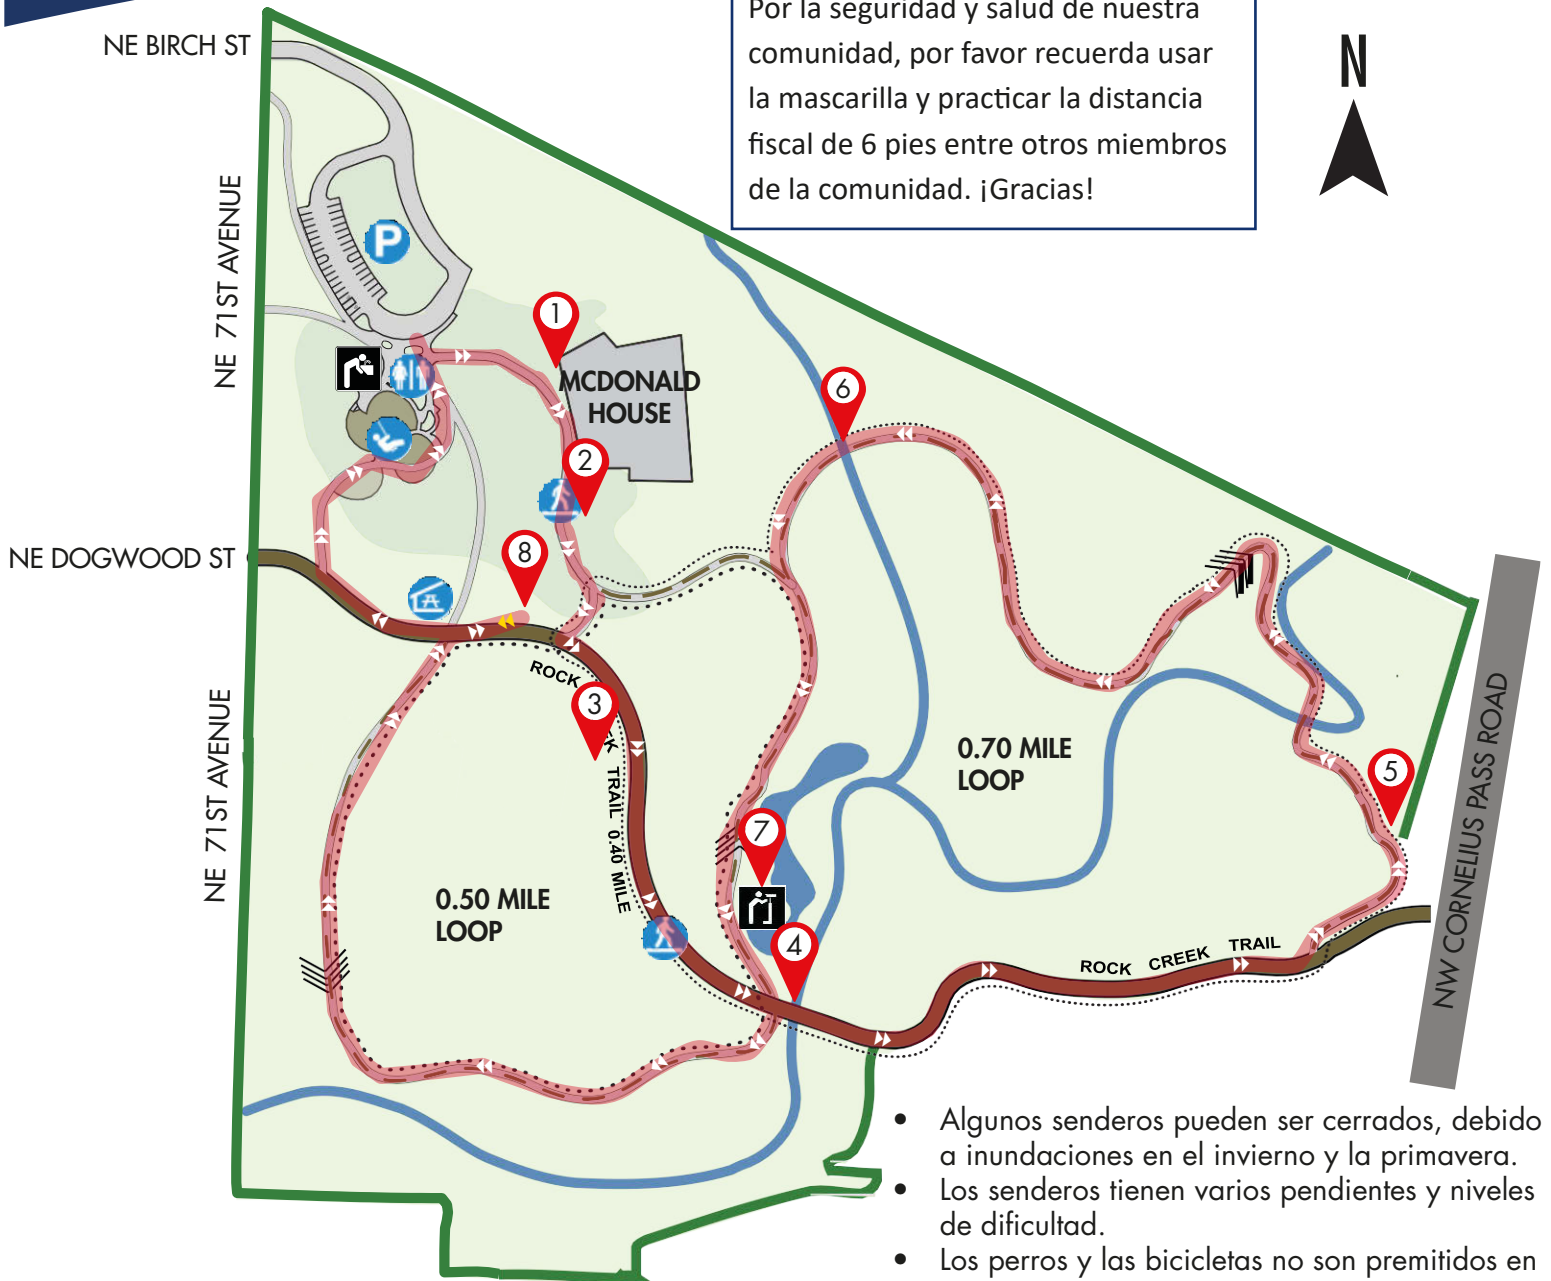 Por la seguridad y salud de nuestra
comunidad, por favor recuerda usar
la mascarilla y practicar la distancia
fiscal de 6 pies entre otros miembros
de la comunidad. ¡Gracias!
N
NE BIRCH ST
NE 71ST AVENUE
P
1
MCDONALD
HOUSE
6
2
8
NE DOGWOOD ST
ROCK
3
EK TRAIL 0.40 MILE
0.70 MILE
LOOP
5
NW CORNELIUS PASS ROAD
NE 71ST AVENUE
7
0.50 MILE
LOOP
4
ROCK CREEK TRAIL
• Algunos senderos pueden ser cerrados, debido
a inundaciones en el invierno y la primavera.
• Los senderos tienen varios pendientes y niveles
de dificultad.
• Los perros y las bicicletas no son premitidos en